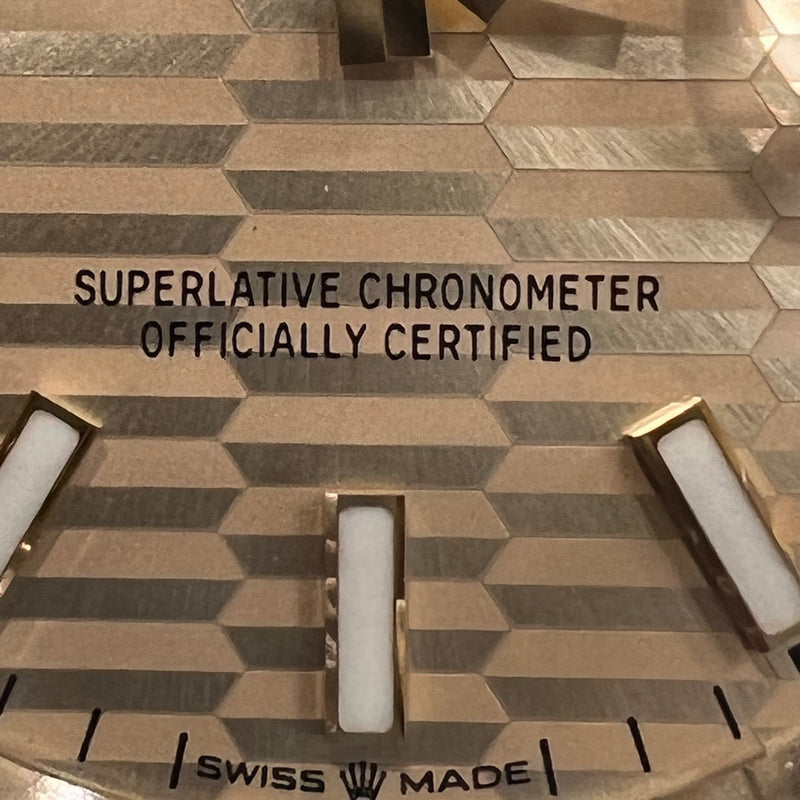 SUPERLATIVE CHRONOMETER
OFFICIALLY CERTIFIED
SWISS MADE